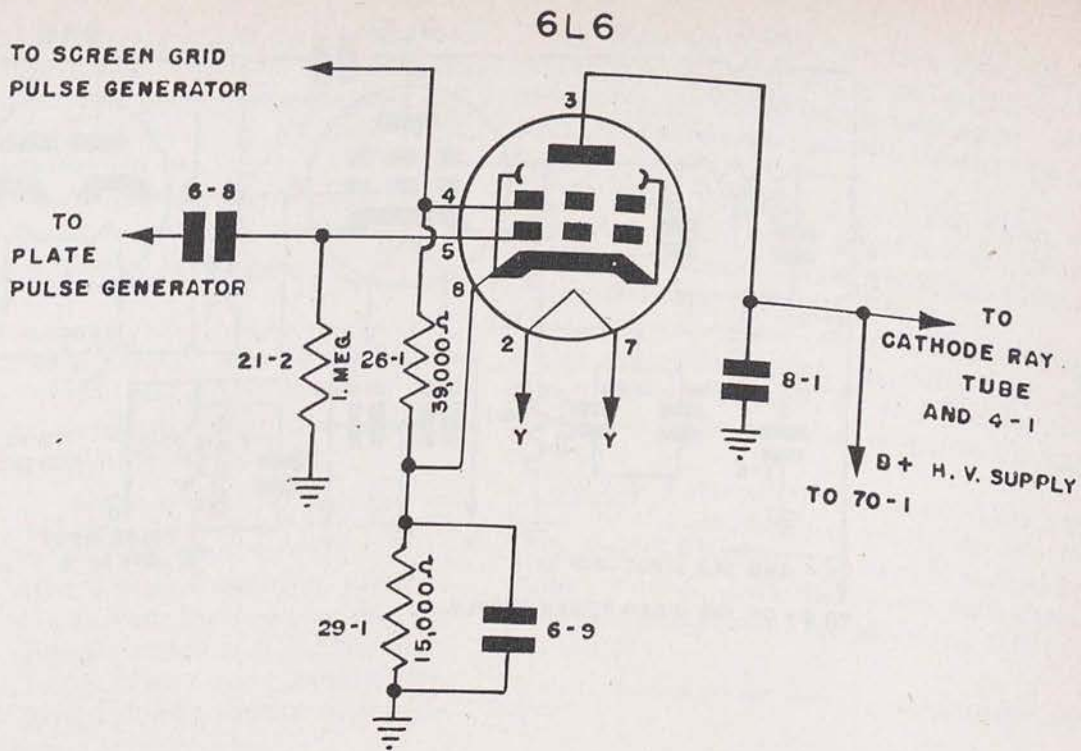 6L6
TO SCREEN GRID
PULSE GENERATOR
3
6-8
4
TO
PLATE
PULSE GENERATOR
5
8
2
7
21-2
1. MEG.
26-1
39,000Ω
Y
Y
8-1
TO
CATHODE RAY
TUBE
AND 4-1
B+ H. V. SUPPLY
TO 70-1
29-1
15,000Ω
6-9